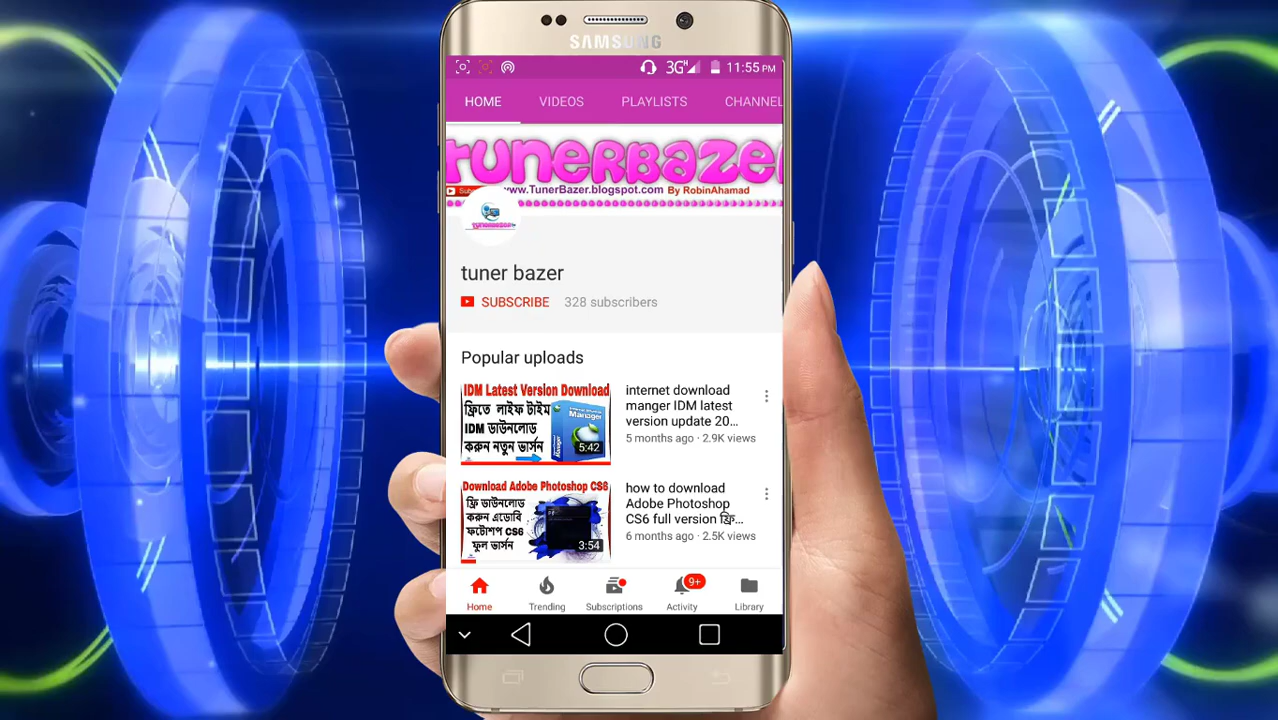 SAMSUNG
3G H 11:55 PM
HOME VIDEOS PLAYLISTS CHANNEL
TUNERBAZER
www.TunerBazer.blogspot.com By RobinAhamad
TUNERBAZER
tuner bazer
SUBSCRIBE 328 subscribers
Popular uploads
IDM Latest Version Download
ফ্রিতে লাইফ টাইম
IDM ডাউনলোড
করুন নতুন ভার্সন
5:42
internet download
manger IDM latest
version update 20...
5 months ago · 2.9K views
Download Adobe Photoshop CS6
ফ্রি ডাউনলোড
করুন এডোবি
ফটোশপ CS6
ফুল ভার্সন
3:54
how to download
Adobe Photoshop
CS6 full version ফ্রি...
6 months ago · 2.5K views
9+
Home Trending Subscriptions Activity Library